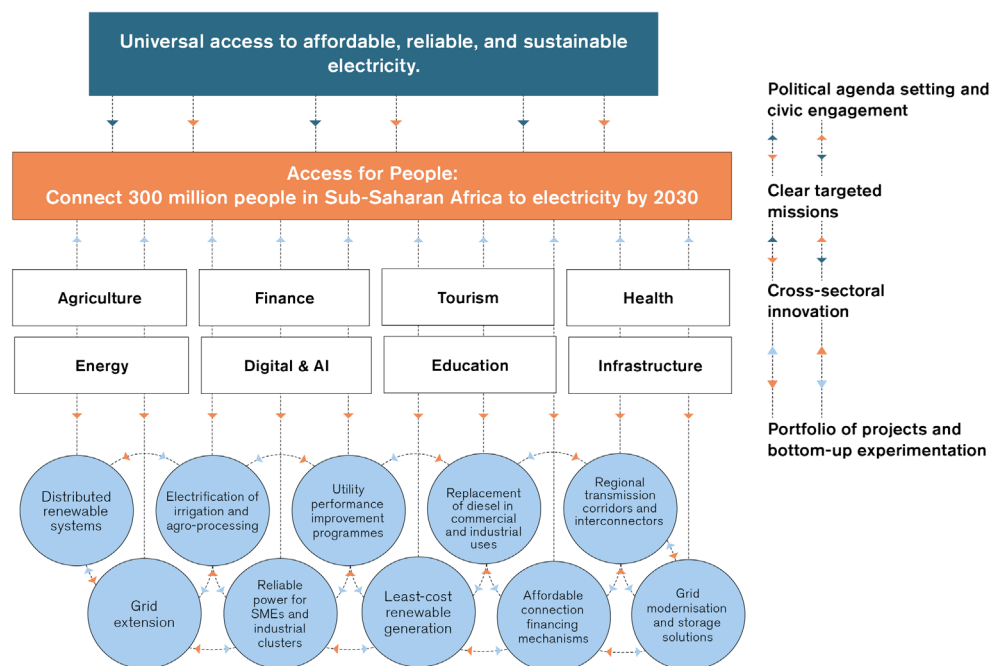 Universal access to affordable, reliable, and sustainable
electricity.
Access for People:
Connect 300 million people in Sub-Saharan Africa to electricity by 2030
Agriculture
Finance
Tourism
Health
Energy
Digital & AI
Education
Infrastructure
Distributed
renewable
systems
Electrification of
irrigation and
agro-processing
Utility
performance
improvement
programmes
Replacement
of diesel in
commercial
and industrial
uses
Regional
transmission
corridors and
interconnectors
Grid
extension
Reliable
power for
SMEs and
industrial
clusters
Least-cost
renewable
generation
Affordable
connection
financing
mechanisms
Grid
modernisation
and storage
solutions
Political agenda setting and
civic engagement
Clear targeted
missions
Cross-sectoral
innovation
Portfolio of projects and
bottom-up experimentation